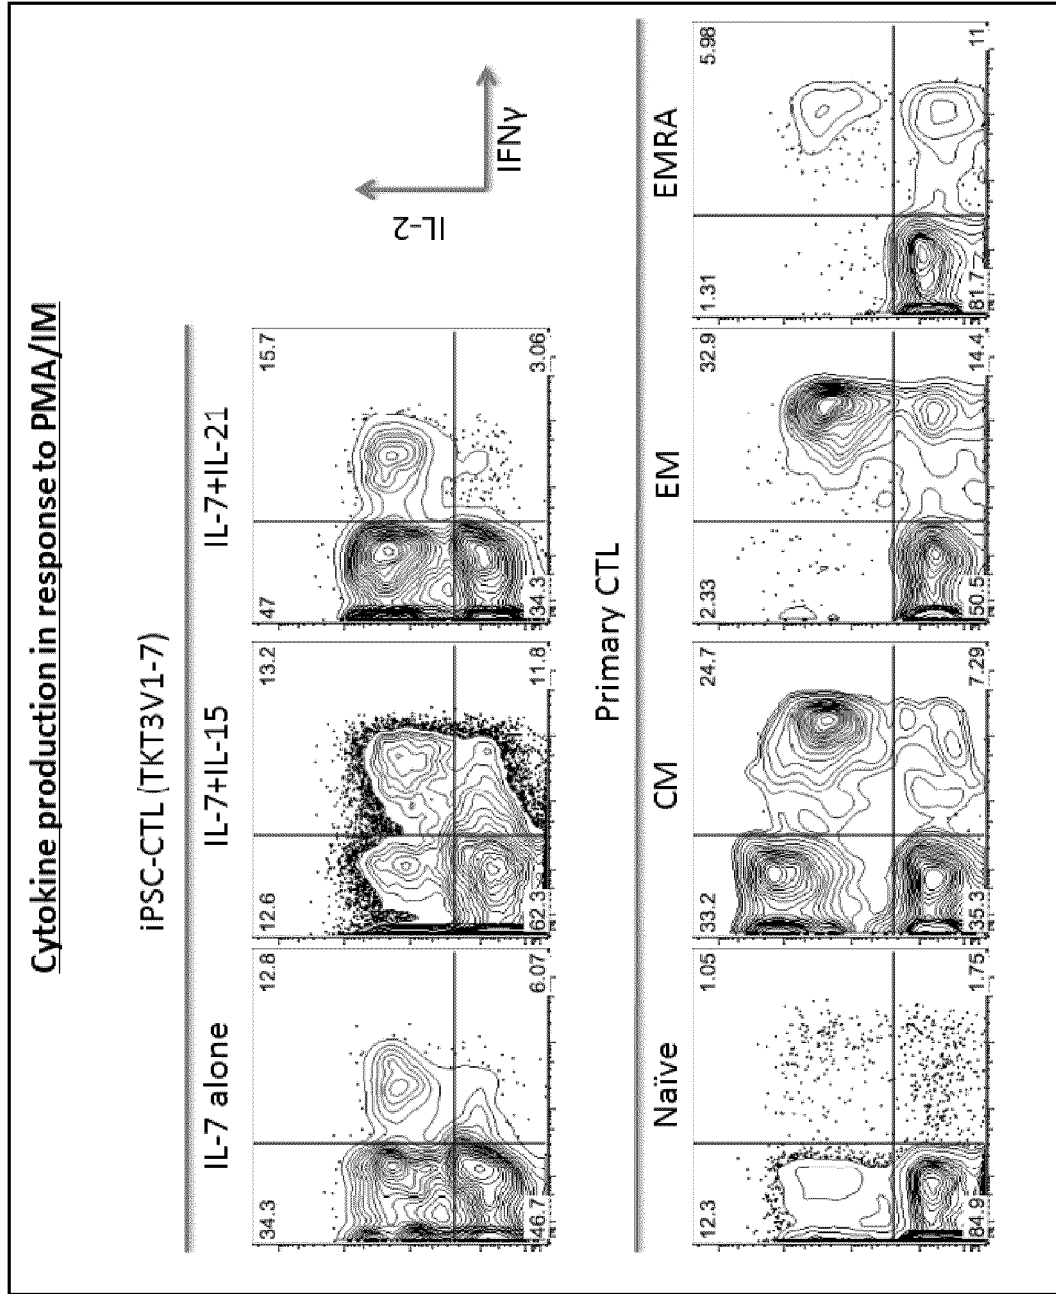 Cytokine production in response to PMA/IM
iPSC-CTL (TKT3V1-7)
IL-7 alone
IL-7+IL-15
IL-7+IL-21
34.3
12.8
46.7
6.07
12.6
13.2
62.3
11.8
47
15.7
34.3
3.06
IL-2
IFNγ
Primary CTL
Naïve
CM
EM
EMRA
12.3
1.05
84.9
1.75
33.2
24.7
35.3
7.29
2.33
32.9
50.5
14.4
1.31
5.98
81.7
11